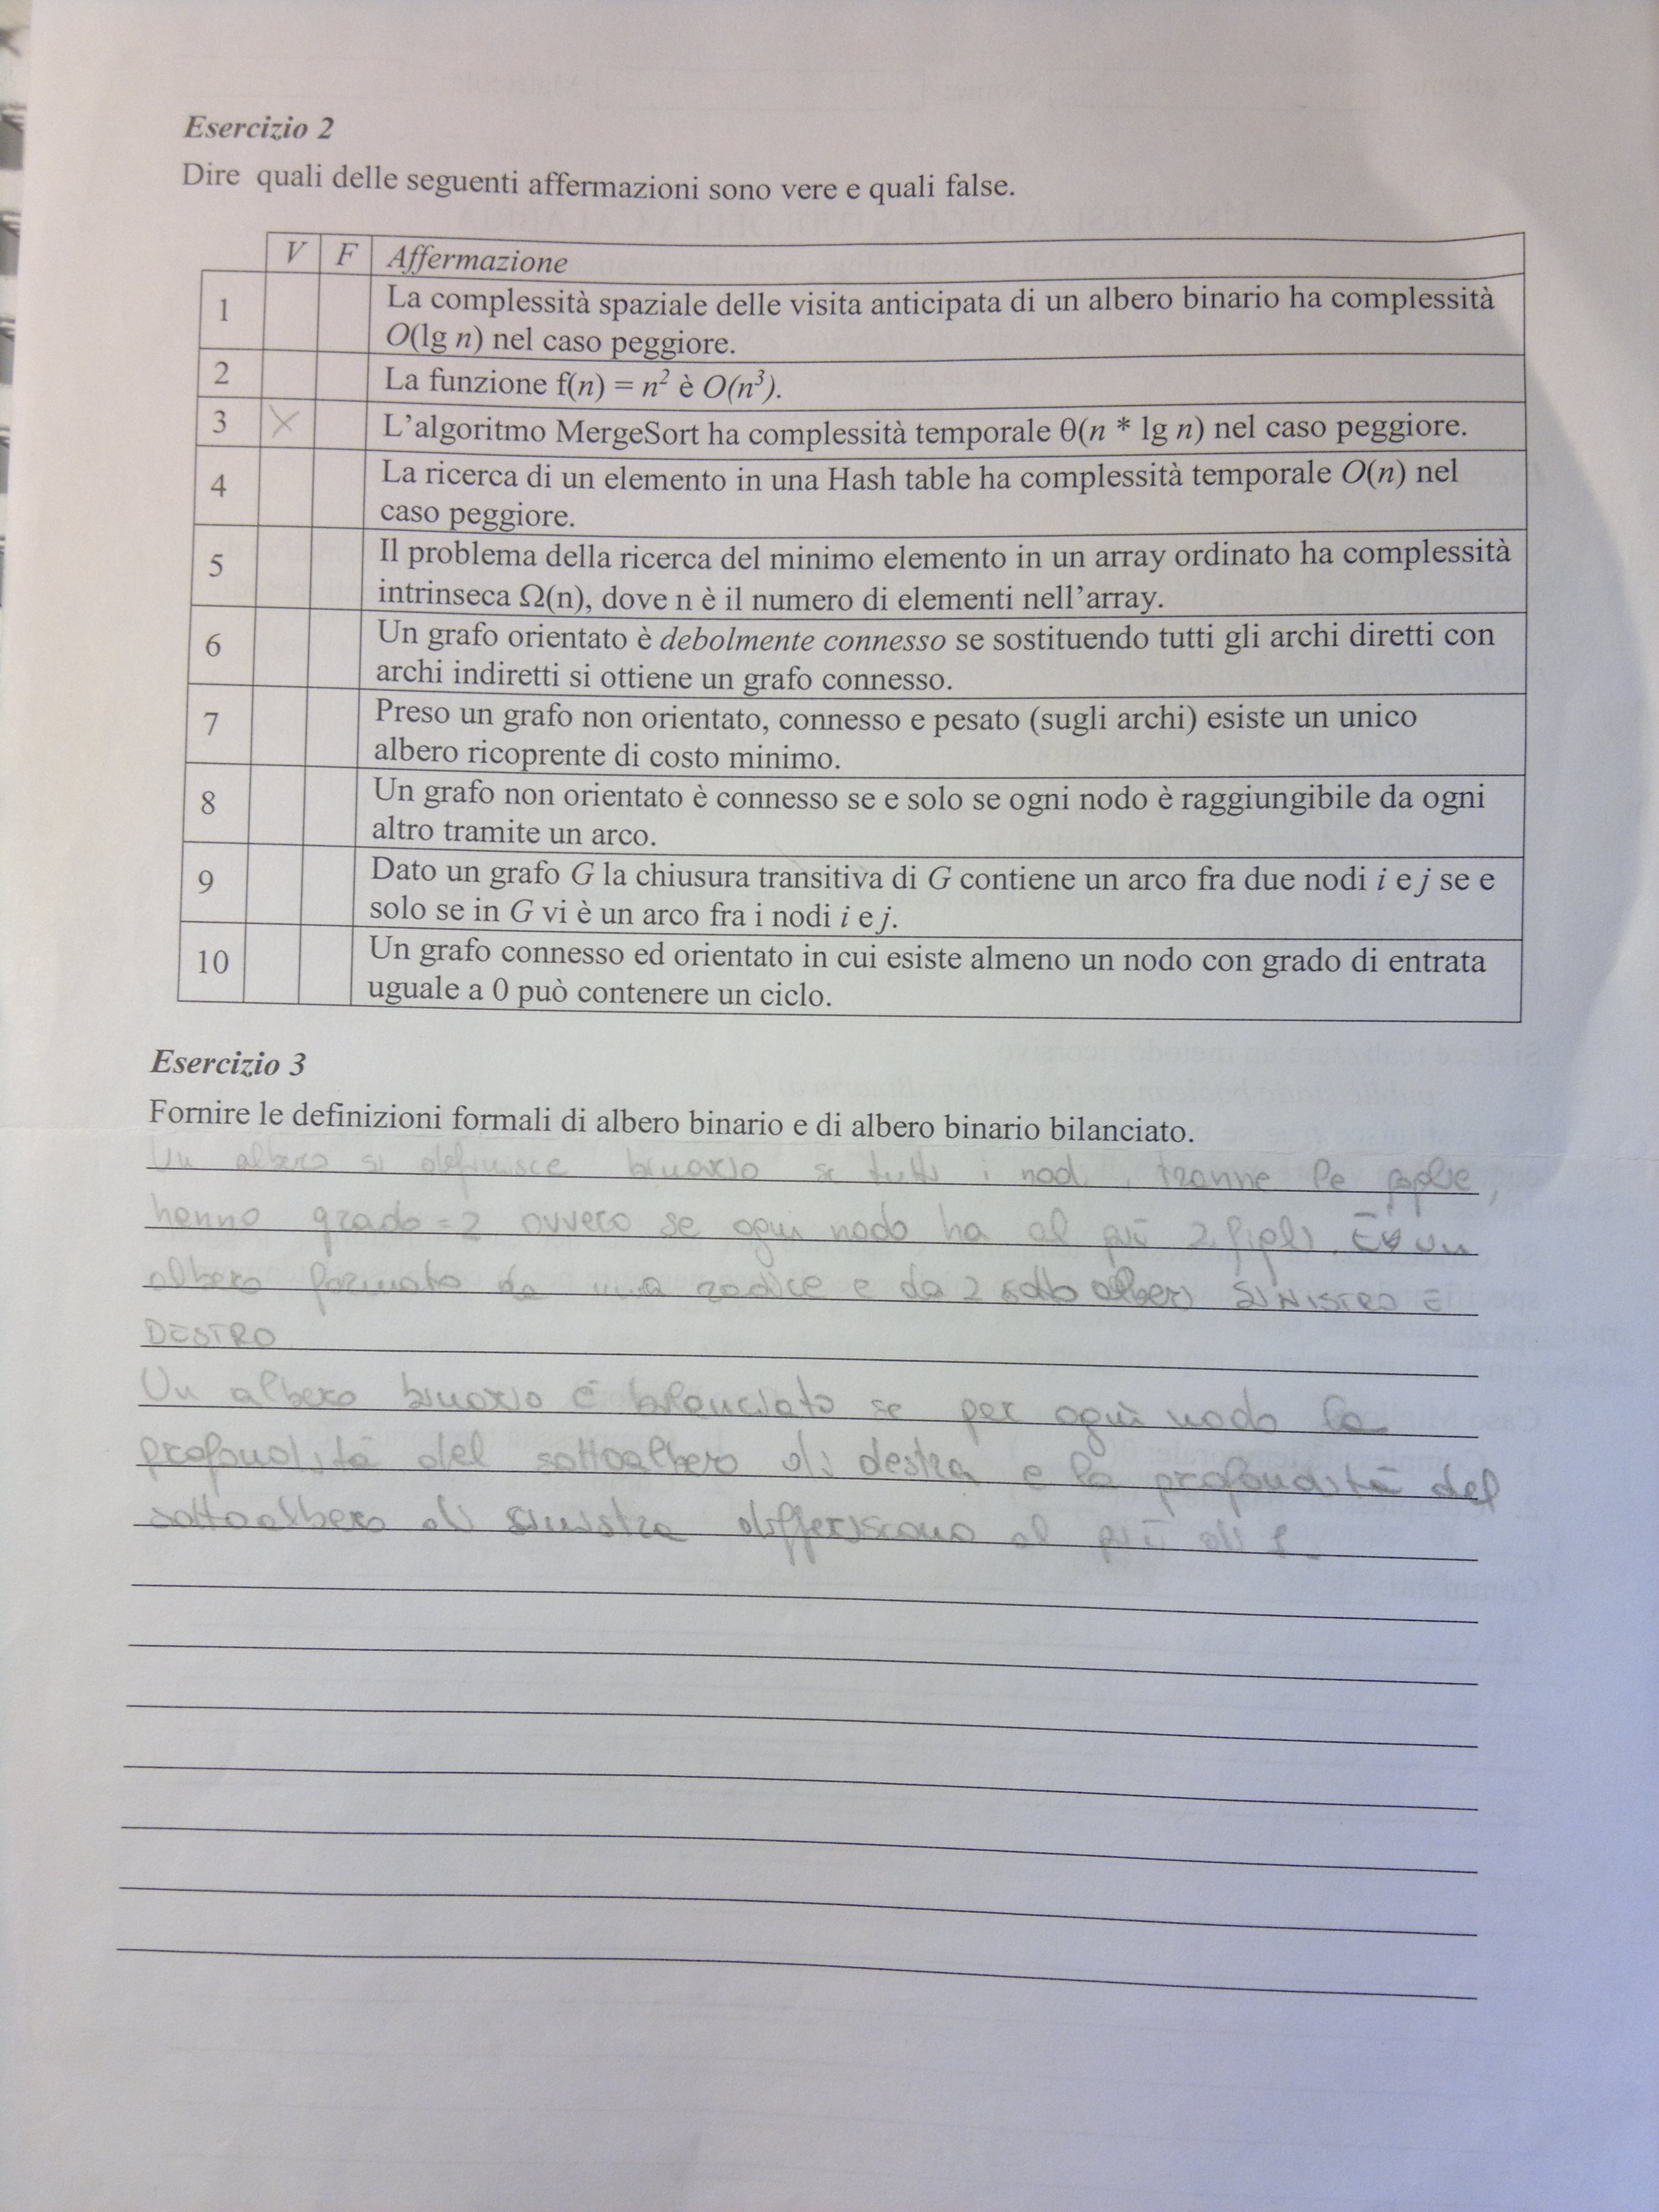 Esercizio 2
Dire quali delle seguenti affermazioni sono vere e quali false.
V F Affermazione
1 La complessità spaziale delle visita anticipata di un albero binario ha complessità
O(lg n) nel caso peggiore.
2 La funzione f(n) = n² è O(n³).
3 X L'algoritmo MergeSort ha complessità temporale θ(n * lg n) nel caso peggiore.
4 La ricerca di un elemento in una Hash table ha complessità temporale O(n) nel
caso peggiore.
5 Il problema della ricerca del minimo elemento in un array ordinato ha complessità
intrinseca Ω(n), dove n è il numero di elementi nell'array.
6 Un grafo orientato è debolmente connesso se sostituendo tutti gli archi diretti con
archi indiretti si ottiene un grafo connesso.
7 Preso un grafo non orientato, connesso e pesato (sugli archi) esiste un unico
albero ricoprente di costo minimo.
8 Un grafo non orientato è connesso se e solo se ogni nodo è raggiungibile da ogni
altro tramite un arco.
9 Dato un grafo G la chiusura transitiva di G contiene un arco fra due nodi i e j se e
solo se in G vi è un arco fra i nodi i e j.
10 Un grafo connesso ed orientato in cui esiste almeno un nodo con grado di entrata
uguale a 0 può contenere un ciclo.
Esercizio 3
Fornire le definizioni formali di albero binario e di albero binario bilanciato.
Un albero si definisce binario se tutti i nodi, tranne le foglie,
hanno grado = 2 ovvero se ogni nodo ha al più 2 figli. È un
albero formato da una radice e da 2 sotto alberi SINISTRO E
DESTRO
Un albero binario è bilanciato se per ogni nodo la
profondità del sottoalbero di destra e la profondità del
sottoalbero di sinistra differiscono al più di 1.